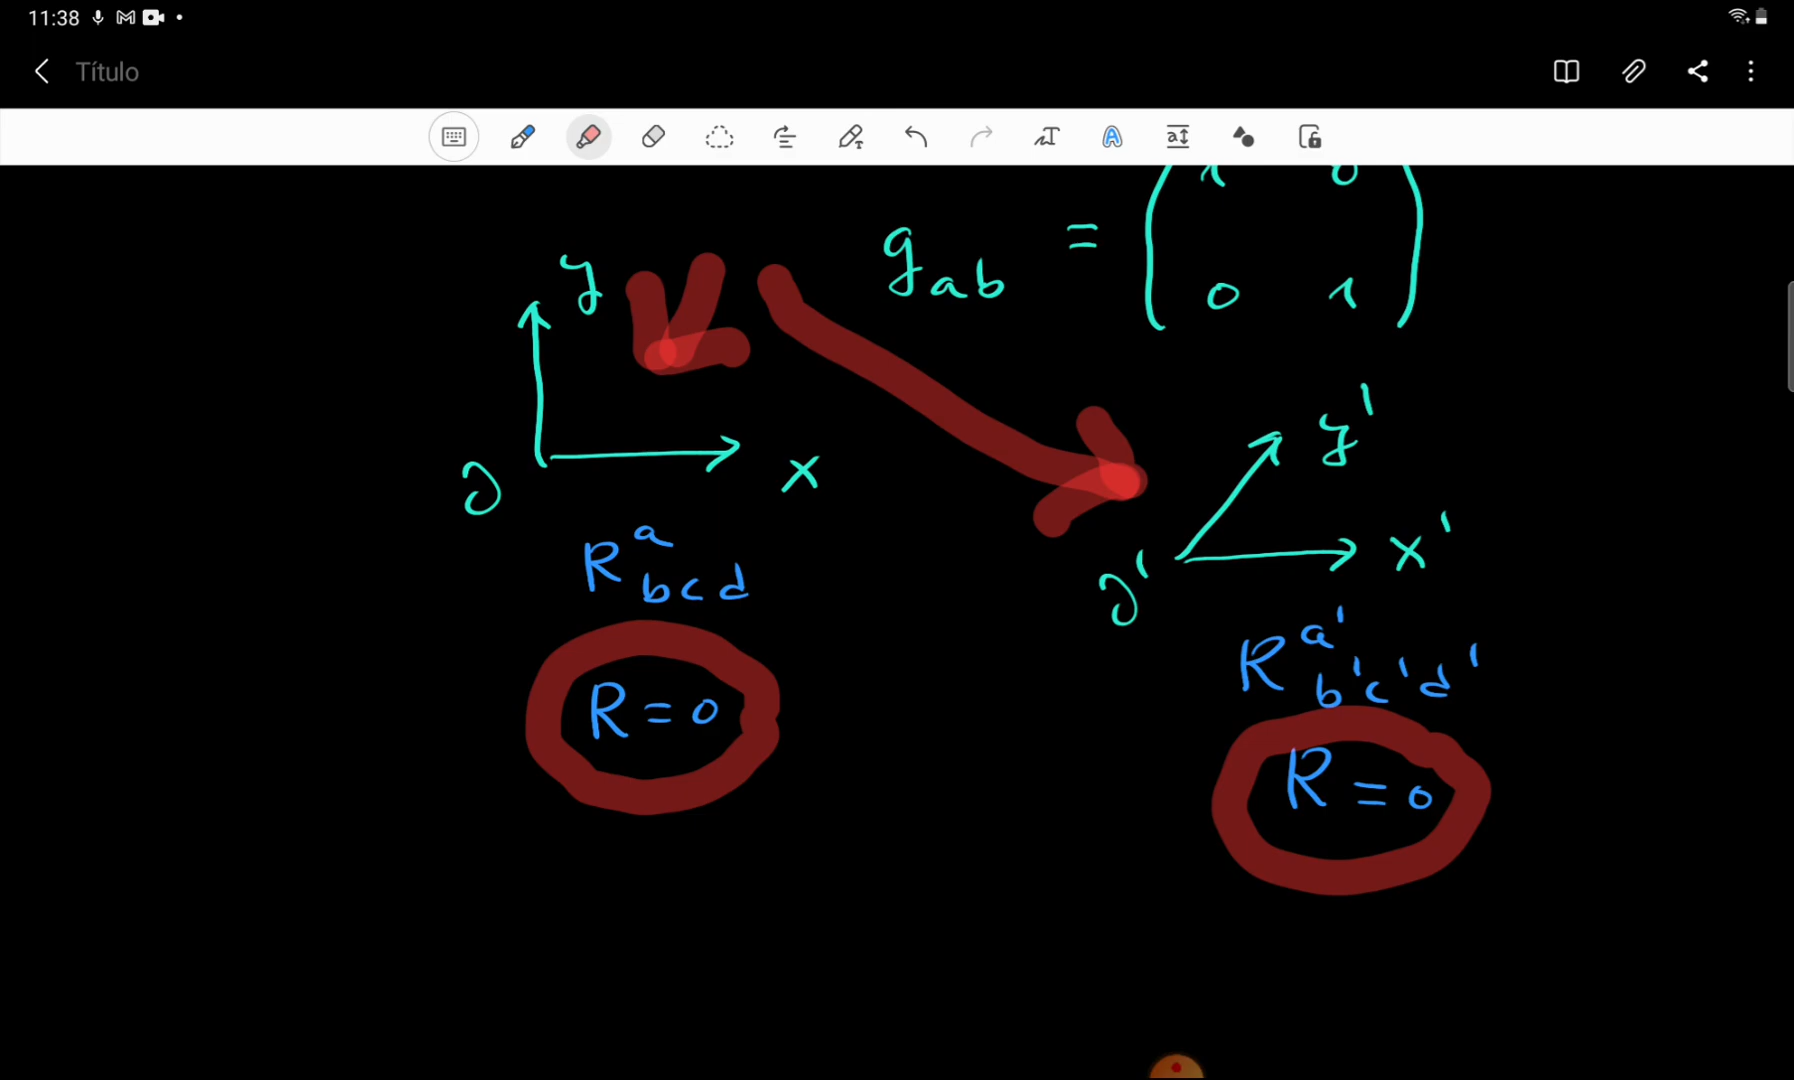 11:38
Título
1 0
g_ab =
0 1
y
x
O
y'
x'
O'
R^a_bcd
R = 0
R^a'_b'c'd'
R = 0